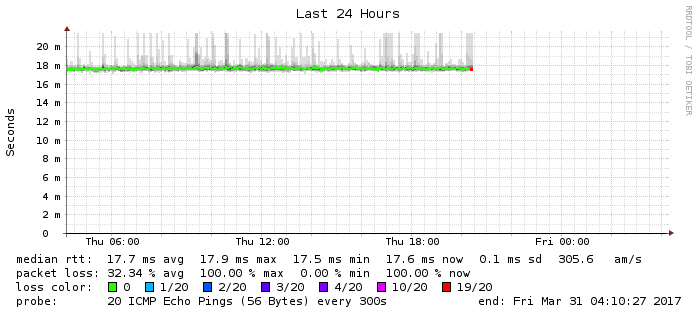 Last 24 Hours
RRDTOOL / TOBI OETIKER
Seconds
20 m
18 m
16 m
14 m
12 m
10 m
8 m
6 m
4 m
2 m
0
Thu 06:00 Thu 12:00 Thu 18:00 Fri 00:00
median rtt: 17.7 ms avg 17.9 ms max 17.5 ms min 17.6 ms now 0.1 ms sd 305.6 am/s
packet loss: 32.34 % avg 100.00 % max 0.00 % min 100.00 % now
loss color: 0 1/20 2/20 3/20 4/20 10/20 19/20
probe: 20 ICMP Echo Pings (56 Bytes) every 300s end: Fri Mar 31 04:10:27 2017